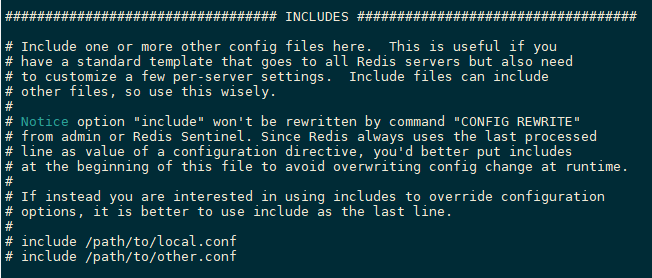 ################################## INCLUDES ###################################
# Include one or more other config files here.  This is useful if you
# have a standard template that goes to all Redis servers but also need
# to customize a few per-server settings.  Include files can include
# other files, so use this wisely.
#
# Notice option "include" won't be rewritten by command "CONFIG REWRITE"
# from admin or Redis Sentinel. Since Redis always uses the last processed
# line as value of a configuration directive, you'd better put includes
# at the beginning of this file to avoid overwriting config change at runtime.
#
# If instead you are interested in using includes to override configuration
# options, it is better to use include as the last line.
#
# include /path/to/local.conf
# include /path/to/other.conf